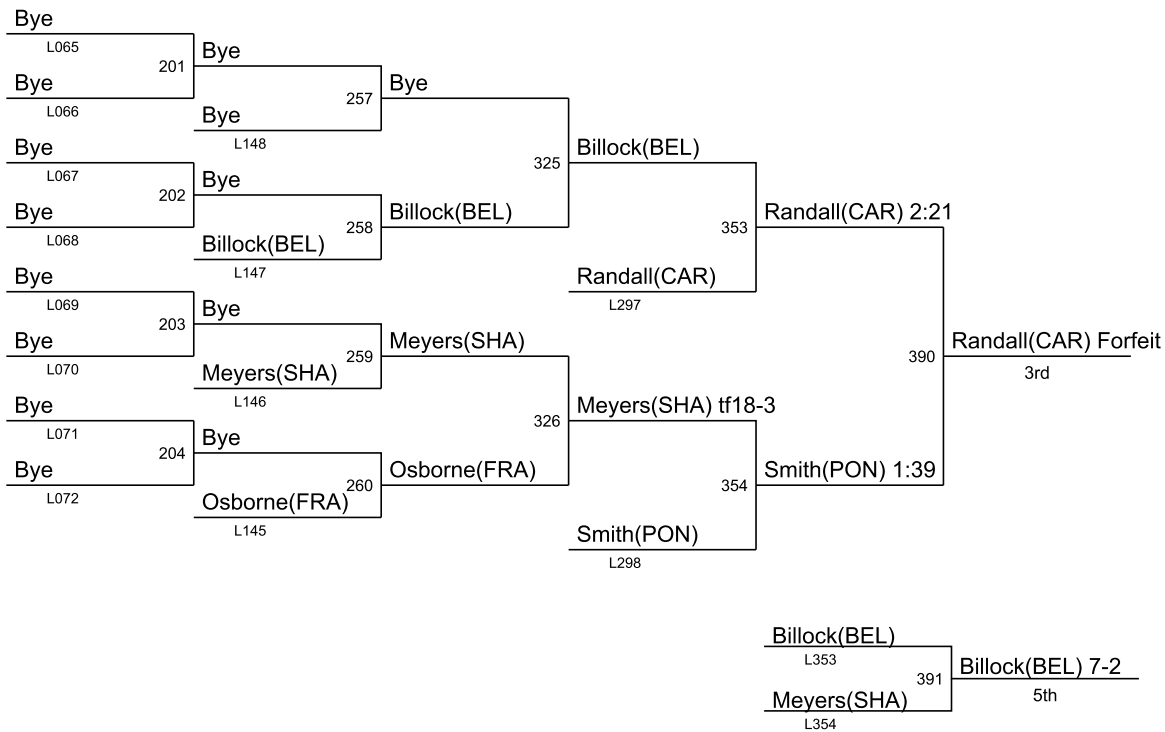 Bye
L065
201
Bye
Bye
L066
257
Bye
Bye
L148
Bye
L067
202
Bye
Bye
L068
258
Billock(BEL)
Billock(BEL)
L147
325
Billock(BEL)
Bye
L069
203
Bye
Bye
L070
259
Meyers(SHA)
Meyers(SHA)
L146
Bye
L071
204
Bye
Bye
L072
260
Osborne(FRA)
Osborne(FRA)
L145
326
Meyers(SHA) tf18-3
353
Randall(CAR) 2:21
Randall(CAR)
L297
354
Smith(PON) 1:39
Smith(PON)
L298
390
Randall(CAR) Forfeit
3rd
Billock(BEL)
L353
391
Billock(BEL) 7-2
5th
Meyers(SHA)
L354